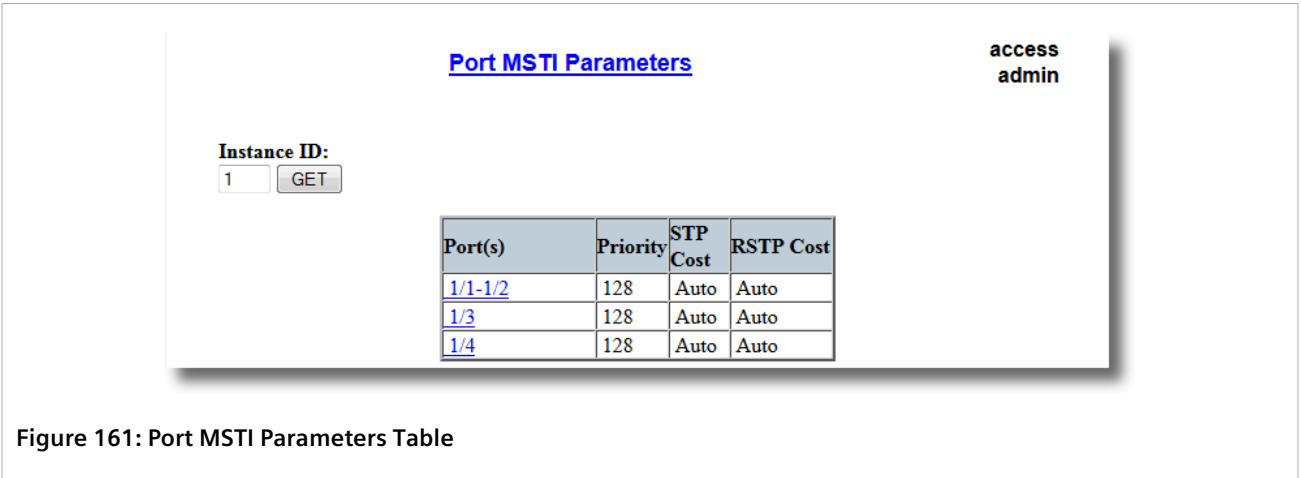 Port MSTI Parameters
access
admin
Instance ID:
1 GET
Port(s) Priority STP Cost RSTP Cost
1/1-1/2 128 Auto Auto
1/3 128 Auto Auto
1/4 128 Auto Auto
Figure 161: Port MSTI Parameters Table